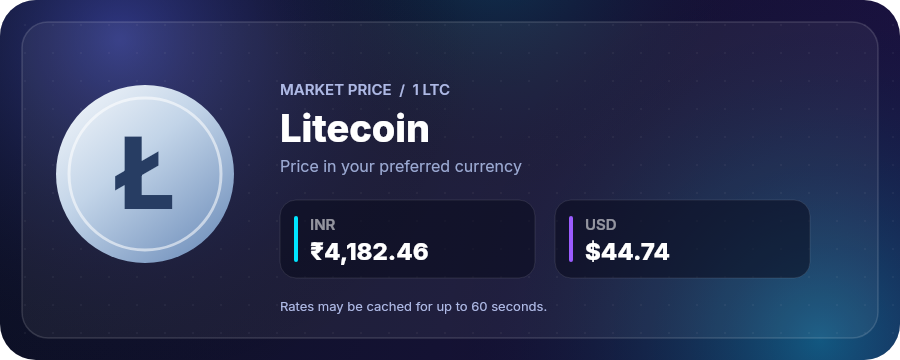 MARKET PRICE / 1 LTC
Litecoin
Price in your preferred currency
Ł
INR
₹4,182.46
USD
$44.74
Rates may be cached for up to 60 seconds.